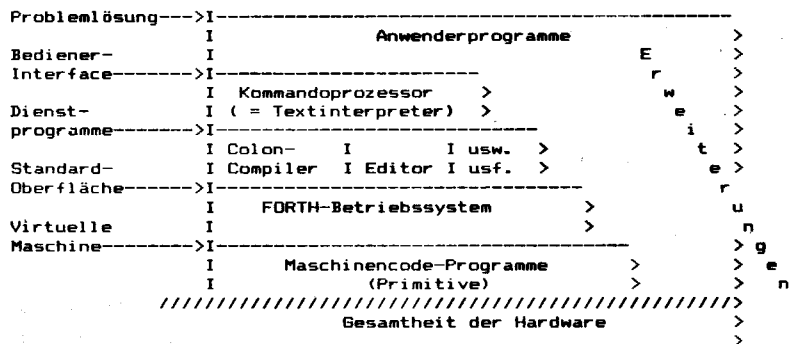 Problemlösung--->I-----------------------------------------------------
I Anwenderprogramme >
Bediener- I E >
Interface------->I--------------------------- r >
I Kommandoprozessor > w >
Dienst- I ( = Textinterpreter) > e >
programme------->I--------------------------------- i >
I Colon- I I usw. > t >
Standard- I Compiler I Editor I usf. > e >
Oberfläche------>I-------------------------------------- r
I FORTH-Betriebssystem > u
Virtuelle I > n
Maschine-------->I------------------------------------------- > g
I Maschinencode-Programme > > e
I (Primitive) > > n
///////////////////////////////////////////////////////////>
Gesamtheit der Hardware >
>